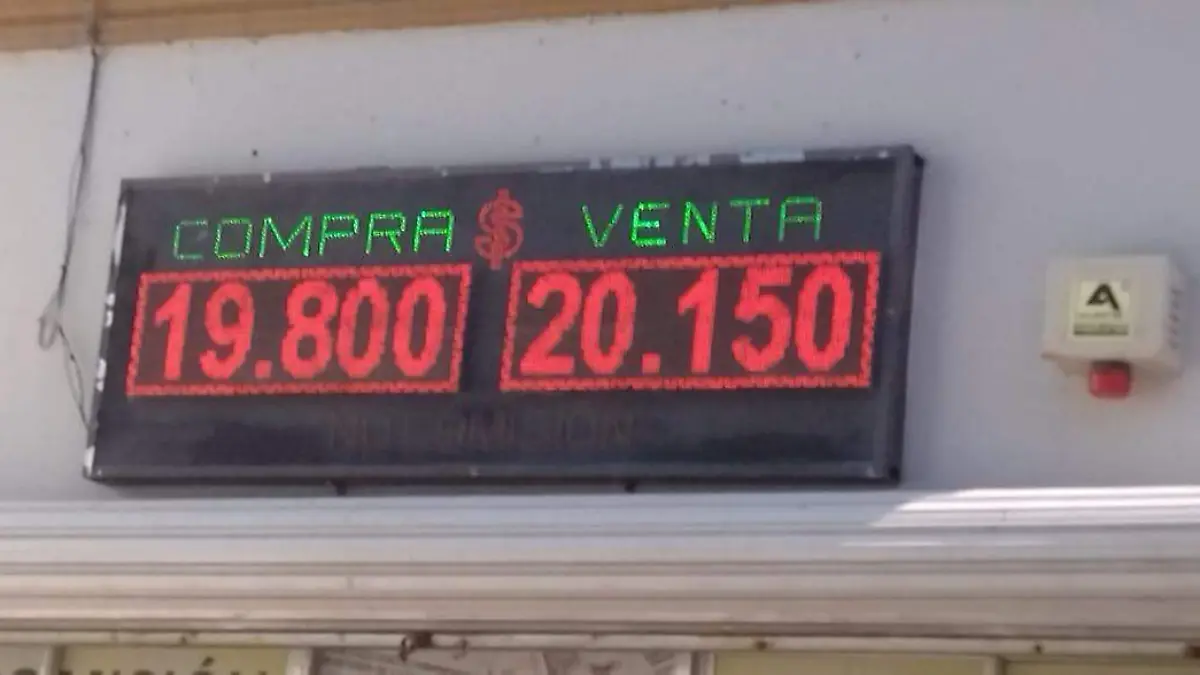 COMPRA $ VENTA
19.800 20.150
A